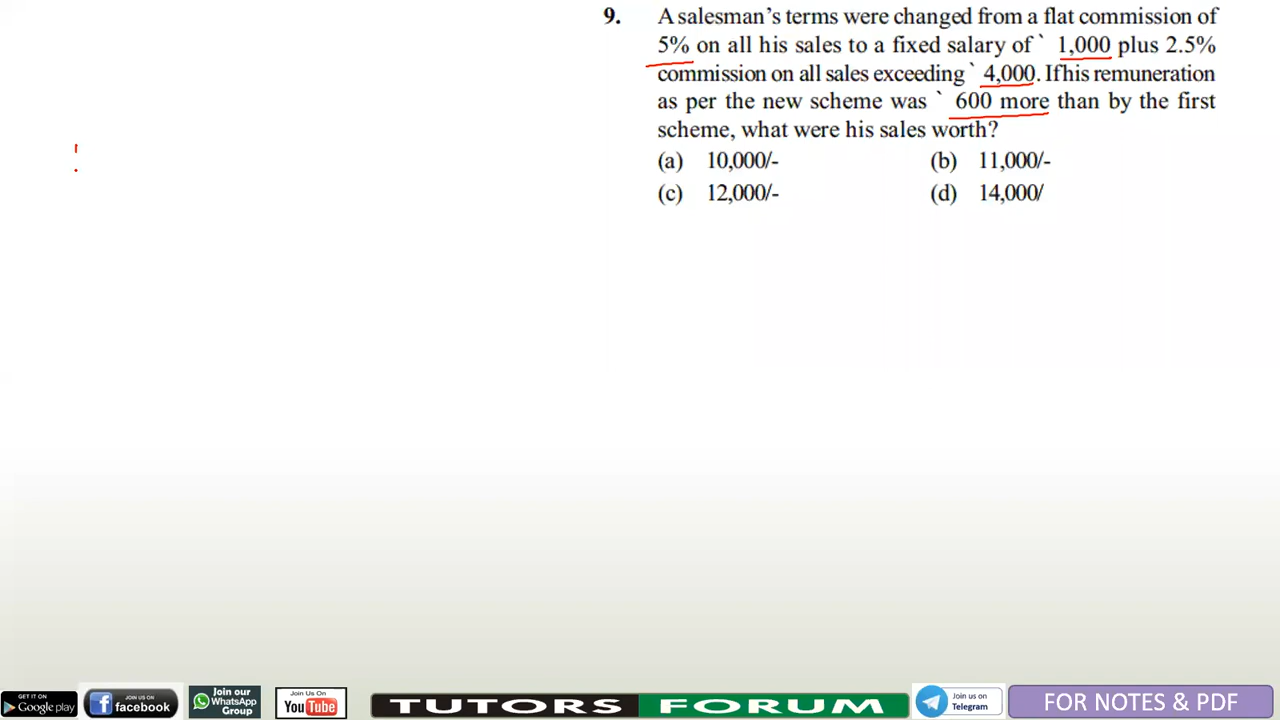 9. A salesman’s terms were changed from a flat commission of
5% on all his sales to a fixed salary of ` 1,000 plus 2.5%
commission on all sales exceeding ` 4,000. If his remuneration
as per the new scheme was ` 600 more than by the first
scheme, what were his sales worth?
(a) 10,000/- (b) 11,000/-
(c) 12,000/- (d) 14,000/
GET IT ON
Google play
JOIN US ON
facebook
Join our
WhatsApp
Group
Join Us On
YouTube
TUTORS FORUM
Join us on
Telegram
FOR NOTES & PDF